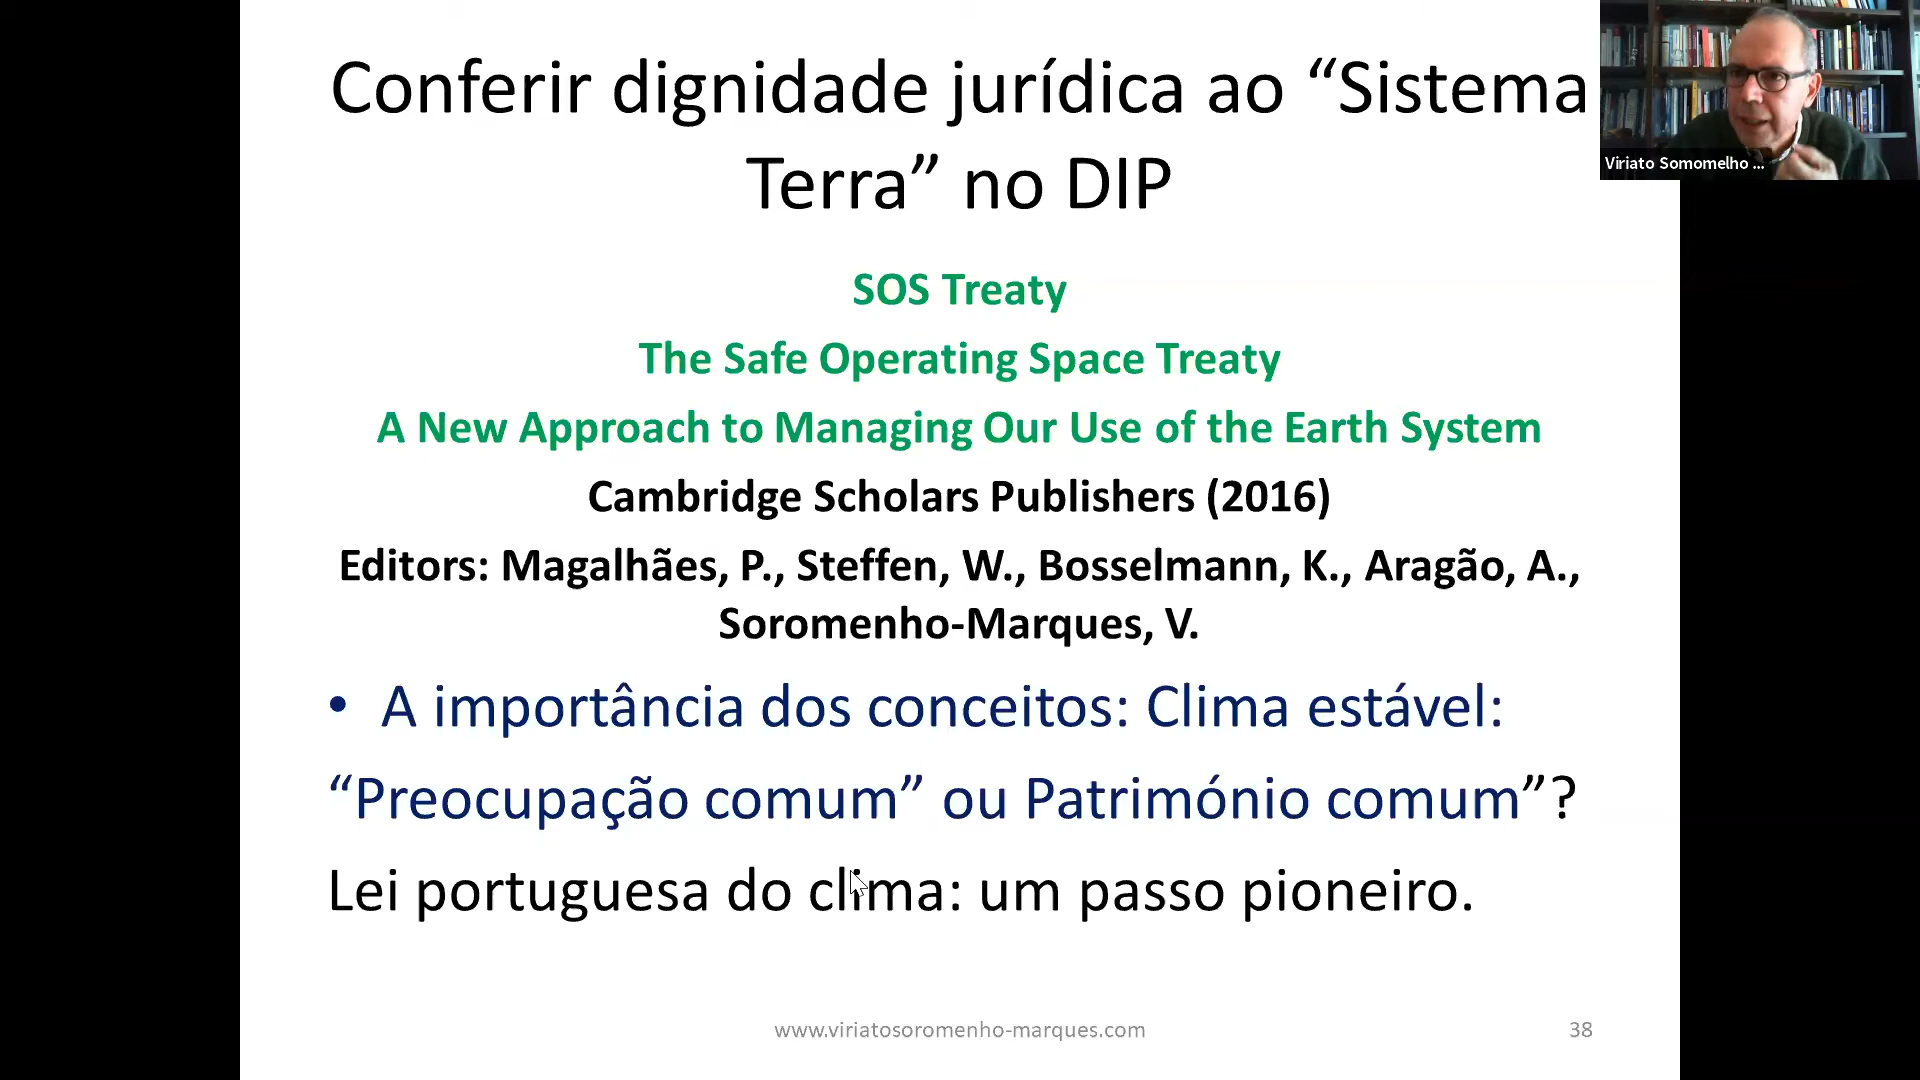 Conferir dignidade jurídica ao “Sistema
Terra” no DIP
Viriato Somomelho ...
SOS Treaty
The Safe Operating Space Treaty
A New Approach to Managing Our Use of the Earth System
Cambridge Scholars Publishers (2016)
Editors: Magalhães, P., Steffen, W., Bosselmann, K., Aragão, A.,
Soromenho-Marques, V.
• A importância dos conceitos: Clima estável:
“Preocupação comum” ou Património comum”?
Lei portuguesa do clima: um passo pioneiro.
www.viriatosoromenho-marques.com
38